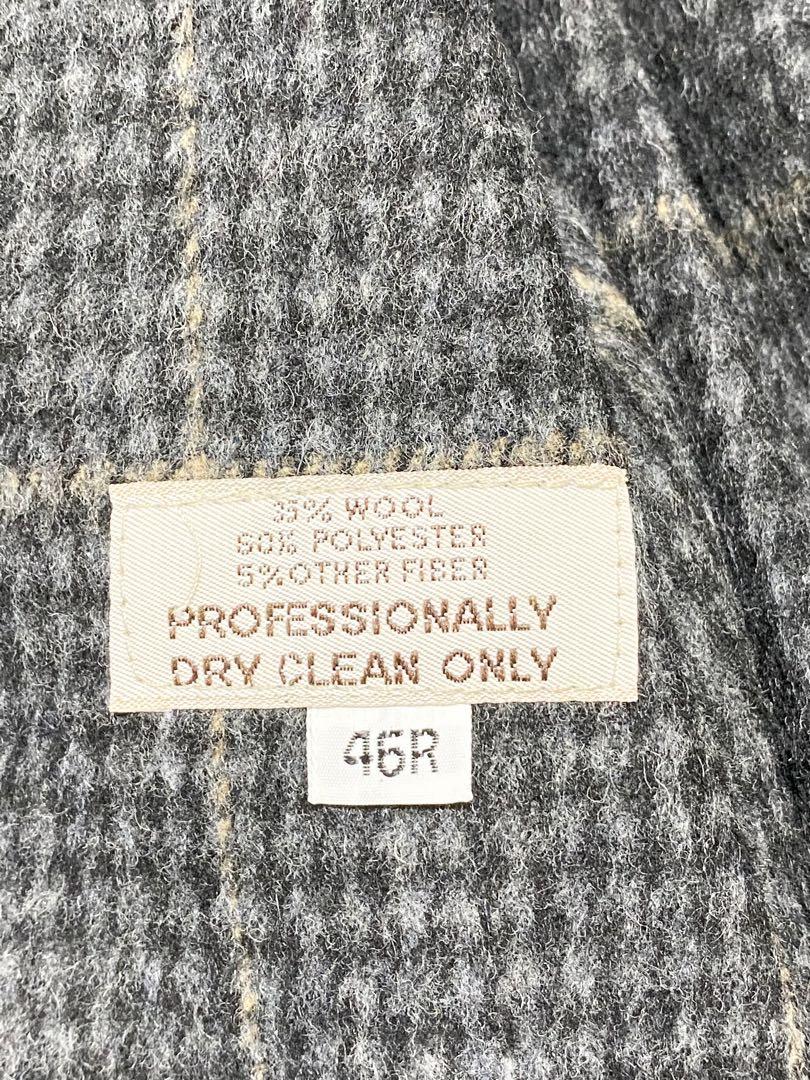 35% WOOL
60% POLYESTER
5% OTHER FIBER
PROFESSIONALLY
DRY CLEAN ONLY
46R